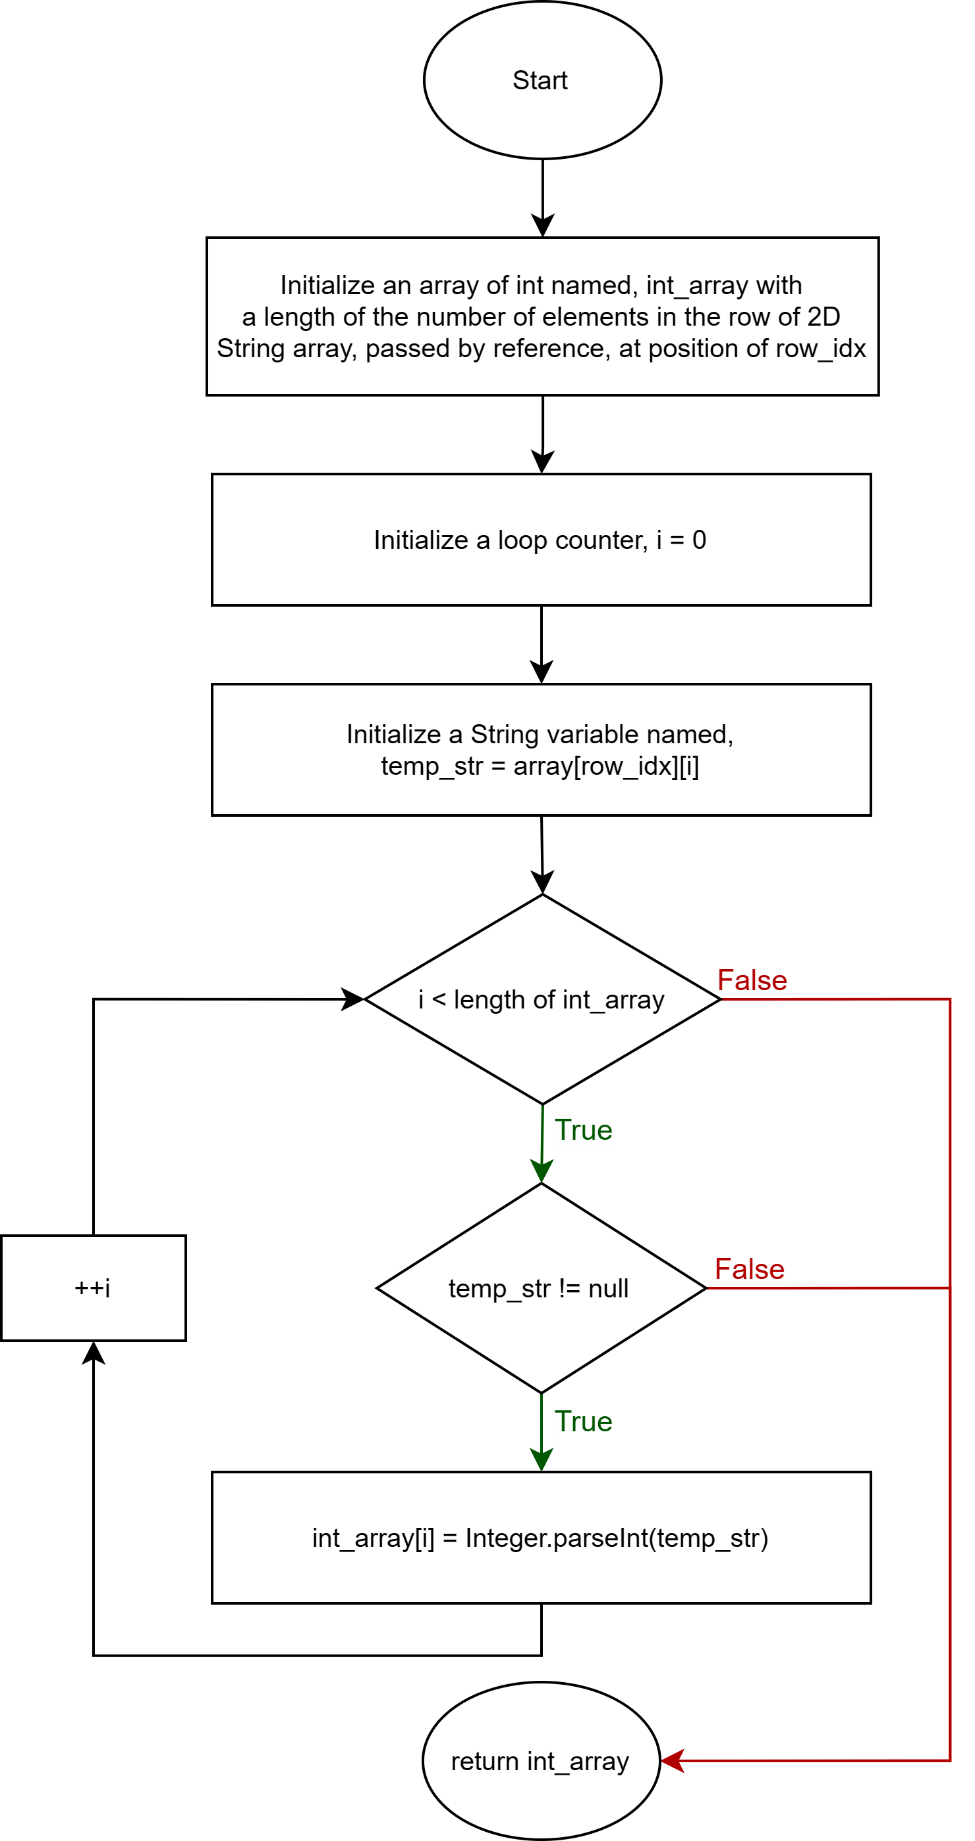 Start
Initialize an array of int named, int_array with
a length of the number of elements in the row of 2D
String array, passed by reference, at position of row_idx
Initialize a loop counter, i = 0
Initialize a String variable named,
temp_str = array[row_idx][i]
i < length of int_array
False
True
++i
temp_str != null
False
True
int_array[i] = Integer.parseInt(temp_str)
return int_array